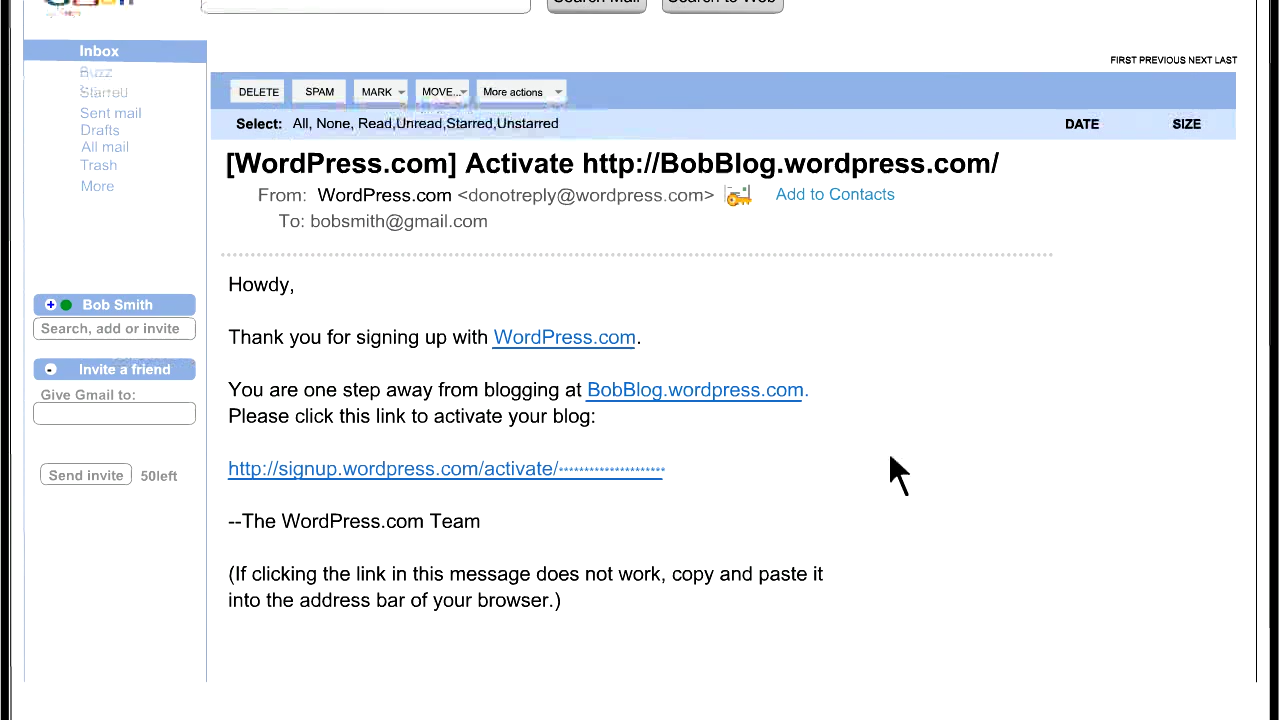 Search Mail Search to Web
Inbox
FIRST PREVIOUS NEXT LAST
Buzz
DELETE SPAM MARK MOVE... More actions
Starred
Sent mail
Select: All, None, Read,Unread,Starred,Unstarred DATE SIZE
Drafts
All mail
Trash
More
[WordPress.com] Activate http://BobBlog.wordpress.com/
From: WordPress.com <donotreply@wordpress.com> Add to Contacts
To: bobsmith@gmail.com
Howdy,
Bob Smith
Search, add or invite
Thank you for signing up with WordPress.com.
Invite a friend
Give Gmail to:
You are one step away from blogging at BobBlog.wordpress.com.
Please click this link to activate your blog:
http://signup.wordpress.com/activate/*********************
Send invite 50left
--The WordPress.com Team
(If clicking the link in this message does not work, copy and paste it
into the address bar of your browser.)